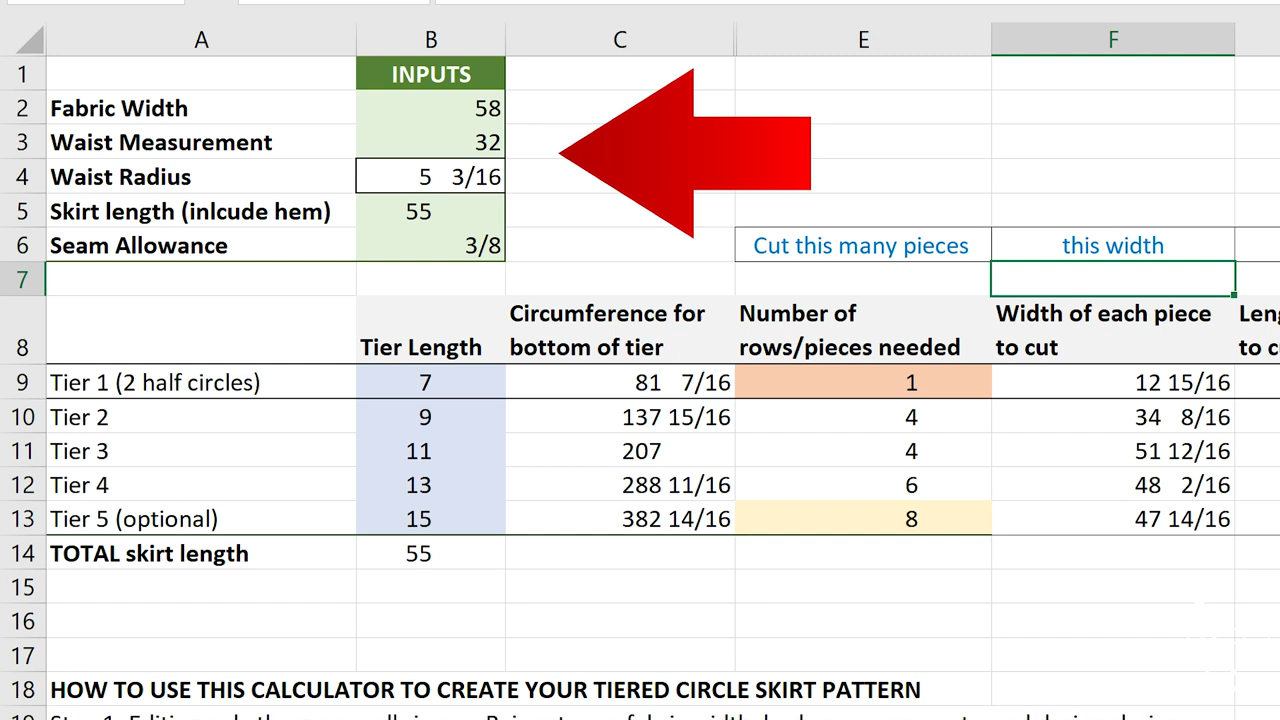 A B C E F
1 INPUTS
2 Fabric Width 58
3 Waist Measurement 32
4 Waist Radius 5 3/16
5 Skirt length (inlcude hem) 55
6 Seam Allowance 3/8 Cut this many pieces this width
7
Circumference for Number of Width of each piece
8 Tier Length bottom of tier rows/pieces needed to cut
9 Tier 1 (2 half circles) 7 81 7/16 1 12 15/16
10 Tier 2 9 137 15/16 4 34 8/16
11 Tier 3 11 207 4 51 12/16
12 Tier 4 13 288 11/16 6 48 2/16
13 Tier 5 (optional) 15 382 14/16 8 47 14/16
14 TOTAL skirt length 55
15
16
17
18 HOW TO USE THIS CALCULATOR TO CREATE YOUR TIERED CIRCLE SKIRT PATTERN